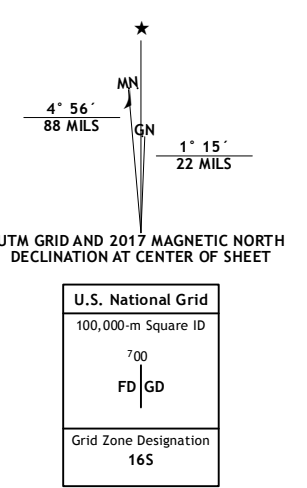 ★
MN
GN
4° 56´
88 MILS
1° 15´
22 MILS
UTM GRID AND 2017 MAGNETIC NORTH
DECLINATION AT CENTER OF SHEET
U.S. National Grid
100,000-m Square ID
⁷00
FD GD
Grid Zone Designation
16S